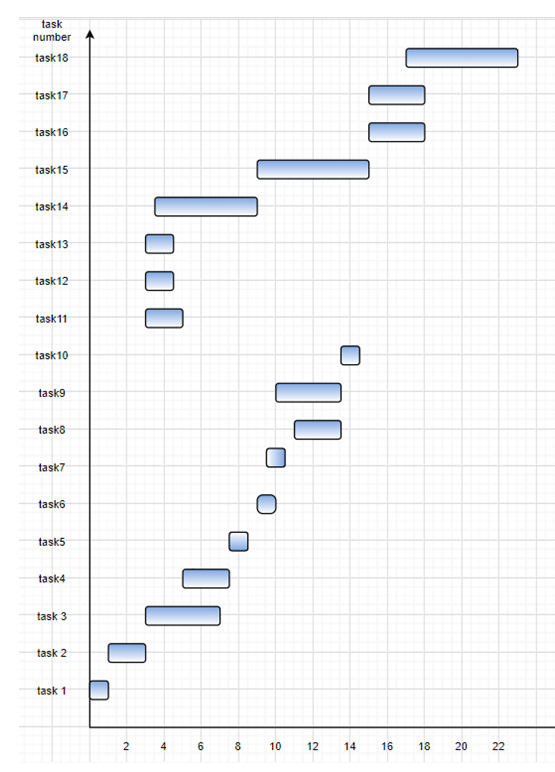 task
number
task18
task17
task16
task15
task14
task13
task12
task11
task10
task9
task8
task7
task6
task5
task4
task 3
task 2
task 1
2 4 6 8 10 12 14 16 18 20 22